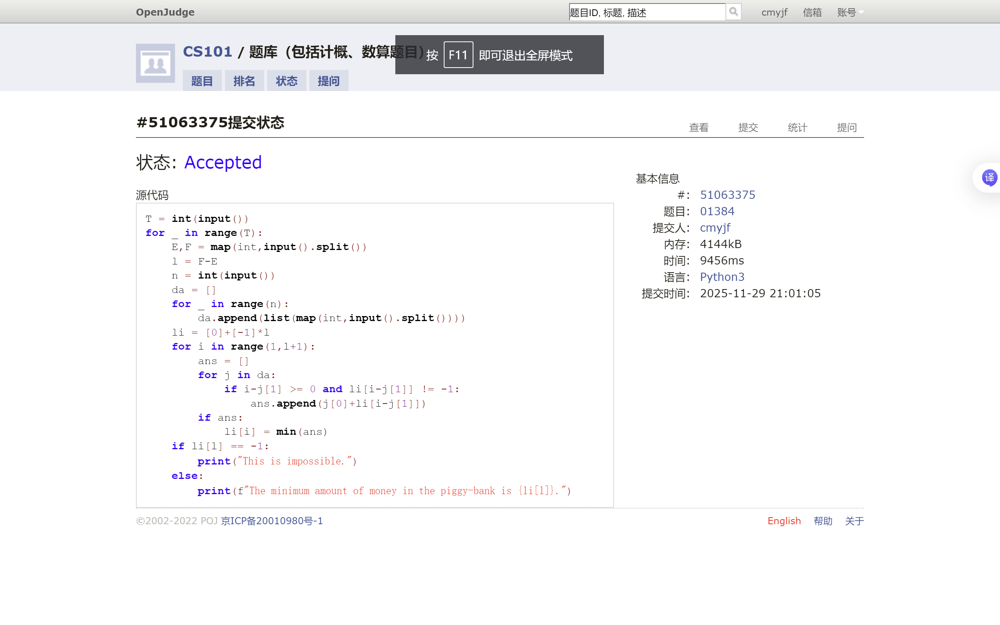 OpenJudge
题目ID, 标题, 描述
cmyjf 信箱 账号
CS101 / 题库（包括计概、数算题目）
按 F11 即可退出全屏模式
题目 排名 状态 提问
#51063375提交状态
查看 提交 统计 提问
状态: Accepted
译
源代码
T = int(input())
for _ in range(T):
    E,F = map(int,input().split())
    l = F-E
    n = int(input())
    da = []
    for _ in range(n):
        da.append(list(map(int,input().split())))
    li = [0]+[-1]*l
    for i in range(1,l+1):
        ans = []
        for j in da:
            if i-j[1] >= 0 and li[i-j[1]] != -1:
                ans.append(j[0]+li[i-j[1]])
        if ans:
            li[i] = min(ans)
    if li[l] == -1:
        print("This is impossible.")
    else:
        print(f"The minimum amount of money in the piggy-bank is {li[l]}.")
基本信息
#: 51063375
题目: 01384
提交人: cmyjf
内存: 4144kB
时间: 9456ms
语言: Python3
提交时间: 2025-11-29 21:01:05
©2002-2022 POJ 京ICP备20010980号-1
English 帮助 关于